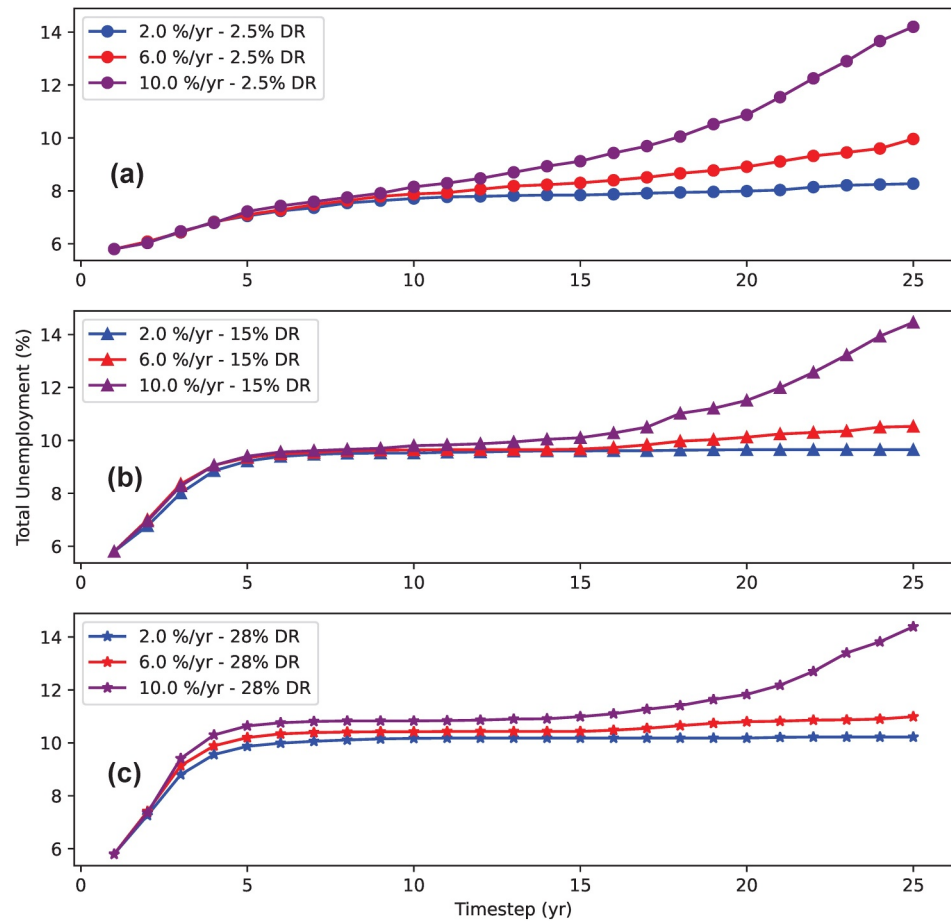 14
12
10
8
6
2.0 %/yr - 2.5% DR
6.0 %/yr - 2.5% DR
10.0 %/yr - 2.5% DR
(a)
0 5 10 15 20 25
Total Unemployment (%)
14
12
10
8
6
2.0 %/yr - 15% DR
6.0 %/yr - 15% DR
10.0 %/yr - 15% DR
(b)
0 5 10 15 20 25
14
12
10
8
6
2.0 %/yr - 28% DR
6.0 %/yr - 28% DR
10.0 %/yr - 28% DR
(c)
0 5 10 15 20 25
Timestep (yr)